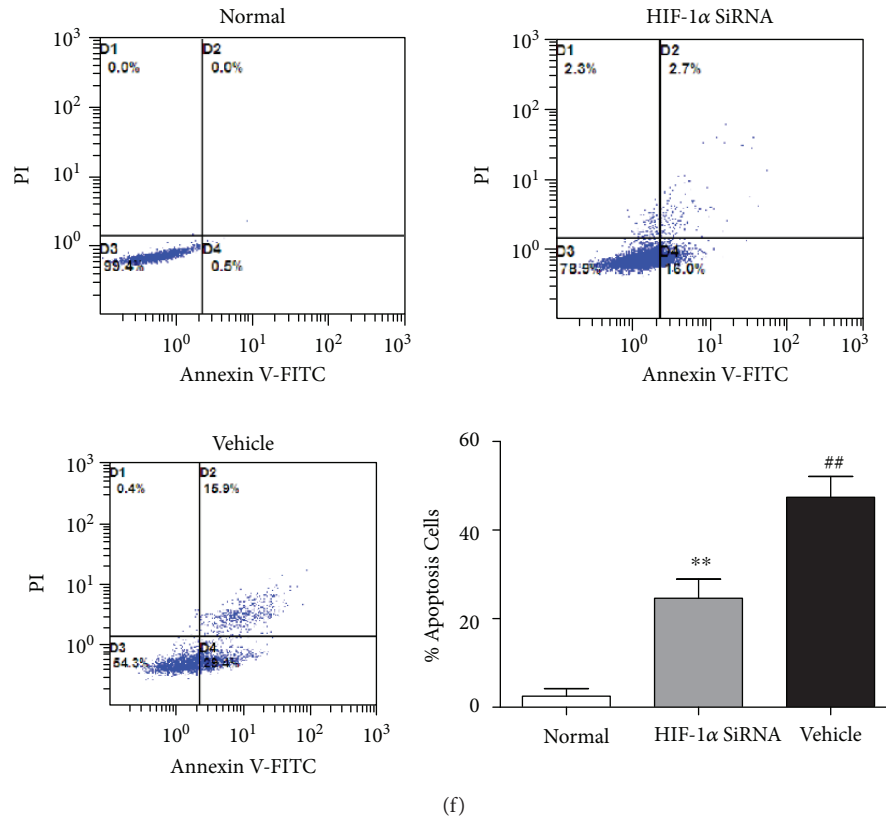 Normal
10³
10²
10¹
10⁰
PI
D1
0.0%
D2
0.0%
D3
99.4%
D4
0.5%
10⁰ 10¹ 10² 10³
Annexin V-FITC
HIF-1α SiRNA
10³
10²
10¹
10⁰
PI
D1
2.3%
D2
2.7%
D3
D4
16.0%
10⁰ 10¹ 10² 10³
Annexin V-FITC
Vehicle
10³
10²
10¹
10⁰
PI
D1
0.4%
D2
15.9%
D3
54.3%
D4
10⁰ 10¹ 10² 10³
Annexin V-FITC
60
40
20
0
% Apoptosis Cells
**
##
Normal HIF-1α SiRNA Vehicle
(f)